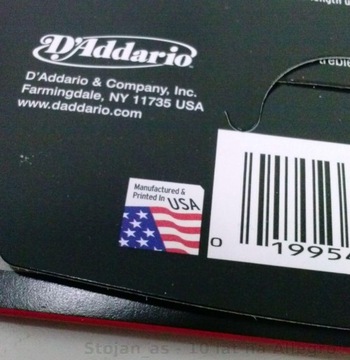 D'Addario
D'Addario & Company, Inc.
Farmingdale, NY 11735 USA
www.daddario.com
Manufactured &
Printed In USA
0 19954